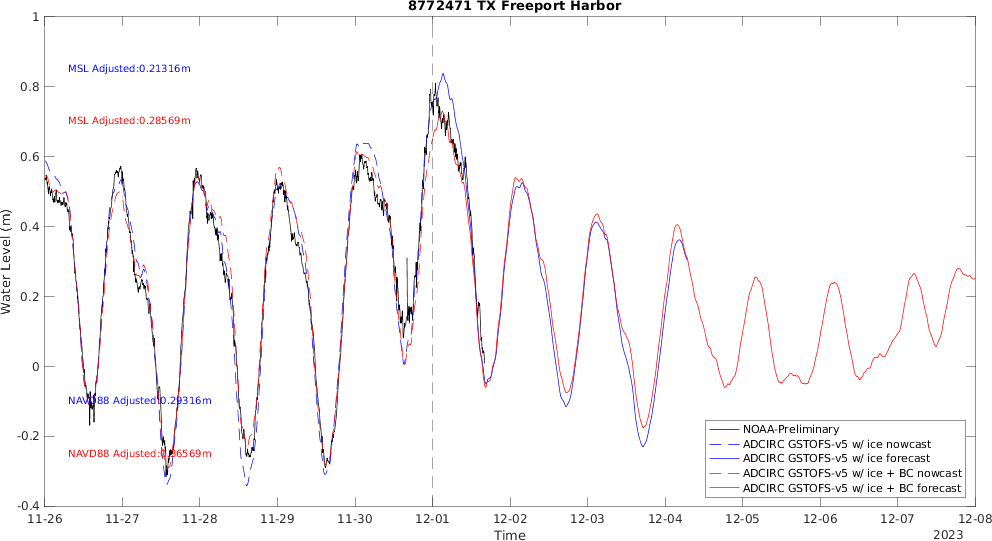 8772471 TX Freeport Harbor
1
0.8
0.6
0.4
0.2
0
-0.2
-0.4
Water Level (m)
MSL Adjusted:0.21316m
MSL Adjusted:0.28569m
NAVD88 Adjusted:0.29316m
NAVD88 Adjusted:0.36569m
NOAA-Preliminary
ADCIRC GSTOFS-v5 w/ ice nowcast
ADCIRC GSTOFS-v5 w/ ice forecast
ADCIRC GSTOFS-v5 w/ ice + BC nowcast
ADCIRC GSTOFS-v5 w/ ice + BC forecast
11-26 11-27 11-28 11-29 11-30 12-01 12-02 12-03 12-04 12-05 12-06 12-07 12-08
Time
2023